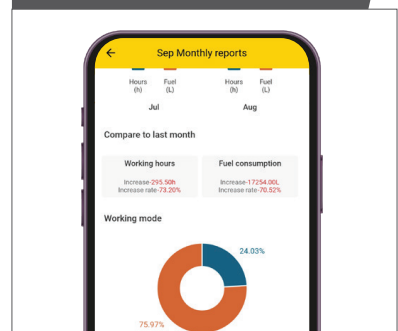 Sep Monthly reports
Hours Fuel Hours Fuel
(h) (L) (h) (L)
Jul Aug
Compare to last month
Working hours Fuel consumption
Increase-295.50h Increase-17254.00L
Increase rate-73.20% Increase rate-70.52%
Working mode
24.03%
75.97%